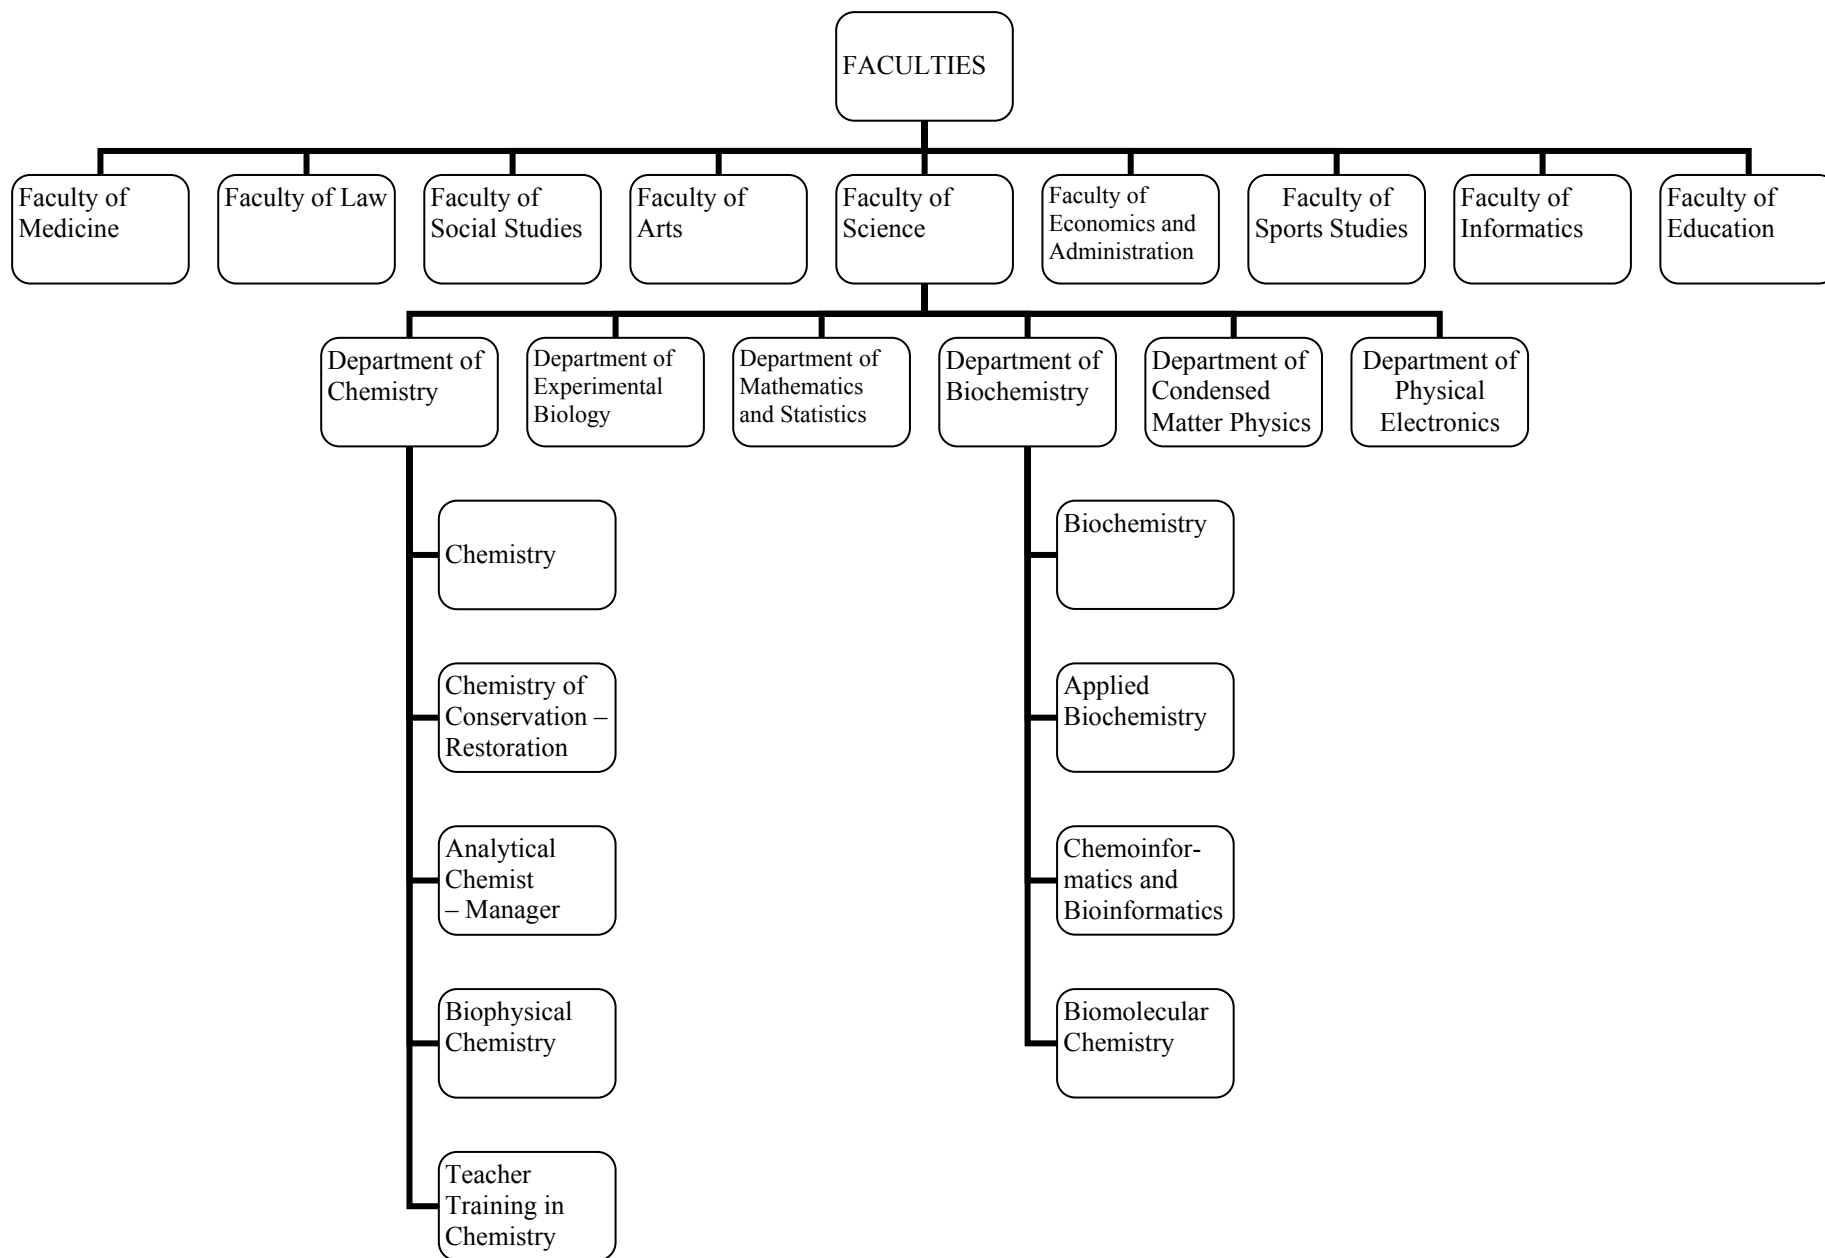 FACULTIES
Faculty of
Medicine
Faculty of Law
Faculty of
Social Studies
Faculty of
Arts
Faculty of
Science
Faculty of
Economics and
Administration
Faculty of
Sports Studies
Faculty of
Informatics
Faculty of
Education
Department of
Chemistry
Department of
Experimental
Biology
Department of
Mathematics
and Statistics
Department of
Biochemistry
Department of
Condensed
Matter Physics
Department of
Physical
Electronics
Chemistry
Chemistry of
Conservation –
Restoration
Analytical
Chemist
– Manager
Biophysical
Chemistry
Teacher
Training in
Chemistry
Biochemistry
Applied
Biochemistry
Chemoinfor-
matics and
Bioinformatics
Biomolecular
Chemistry